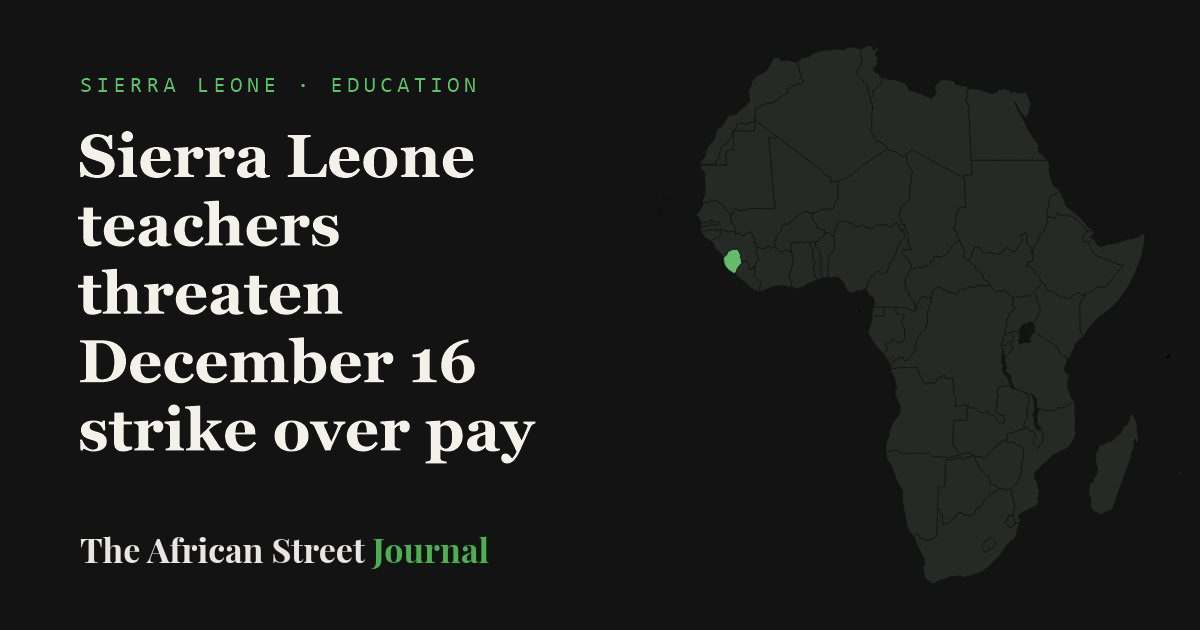 SIERRA LEONE · EDUCATION
Sierra Leone
teachers
threaten
December 16
strike over pay
The African Street Journal